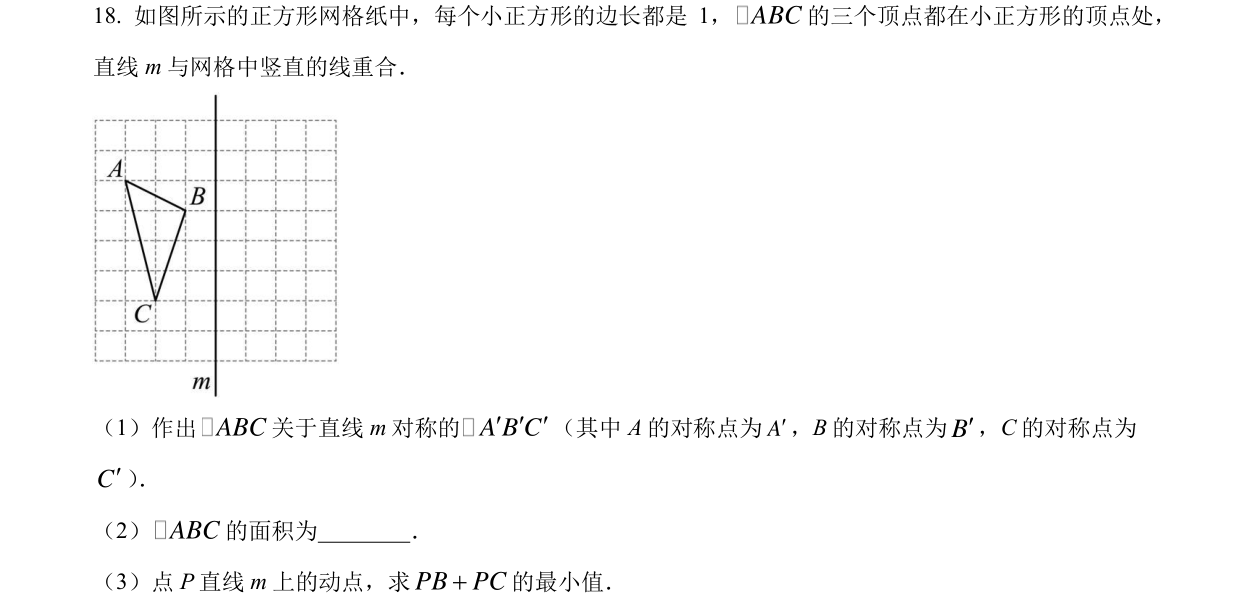 18. 如图所示的正方形网格纸中，每个小正方形的边长都是 1，□ABC 的三个顶点都在小正方形的顶点处，
直线 m 与网格中竖直的线重合．
A
B
C
m
（1）作出□ABC 关于直线 m 对称的□A′B′C′（其中 A 的对称点为 A′，B 的对称点为 B′，C 的对称点为
C′）.
（2）□ABC 的面积为________．
（3）点 P 直线 m 上的动点，求 PB + PC 的最小值．